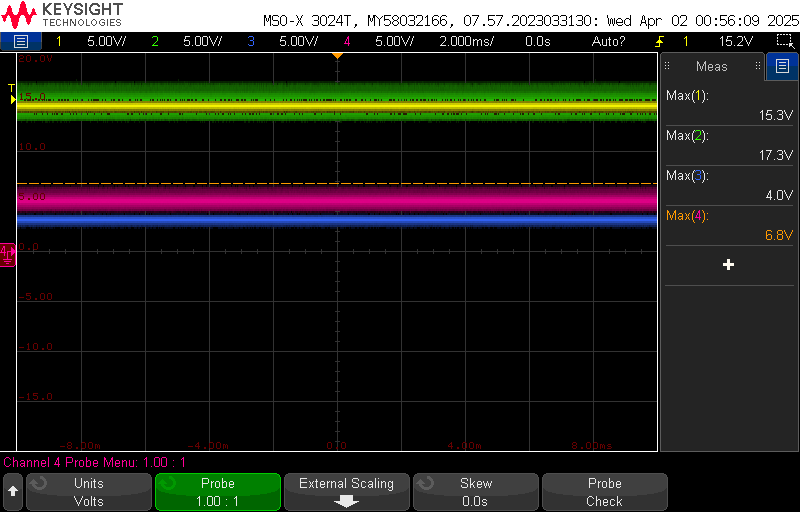 KEYSIGHT
TECHNOLOGIES
MSO-X 3024T, MY58032166, 07.57.2023033130: Wed Apr 02 00:56:09 2025
1 5.00V/ 2 5.00V/ 3 5.00V/ 4 5.00V/ 2.000ms/ 0.0s Auto? 1 15.2V
20.0V
T
15.0
10.0
5.00
4
0.0
-5.00
-10.0
-15.0
-8.00m -4.00m 0.0 4.00m 8.00m
Meas
Max(1):
15.3V
Max(2):
17.3V
Max(3):
4.0V
Max(4):
6.8V
+
Channel 4 Probe Menu: 1.00 : 1
Units
Volts
Probe
1.00 : 1
External Scaling
Skew
0.0s
Probe
Check